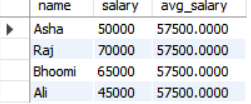 name salary avg_salary
Asha 50000 57500.0000
Raj 70000 57500.0000
Bhoomi 65000 57500.0000
Ali 45000 57500.0000